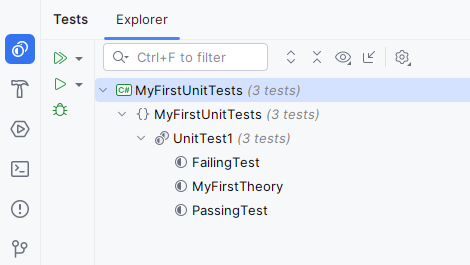 Tests Explorer
Ctrl+F to filter
C# MyFirstUnitTests (3 tests)
{} MyFirstUnitTests (3 tests)
UnitTest1 (3 tests)
FailingTest
MyFirstTheory
PassingTest